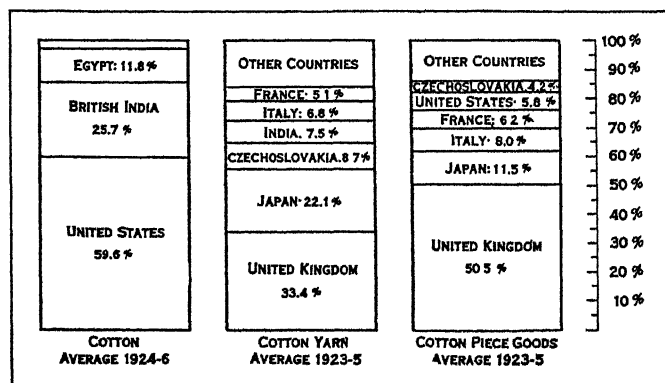 EGYPT: 11.8 %
BRITISH INDIA
25.7 %
UNITED STATES
59.6 %
COTTON
AVERAGE 1924-6
OTHER COUNTRIES
FRANCE· 5 1 %
ITALY: 6.8 %
INDIA. 7.5 %
CZECHOSLOVAKIA.8 7%
JAPAN· 22.1 %
UNITED KINGDOM
33.4 %
COTTON YARN
AVERAGE 1923-5
OTHER COUNTRIES
CZECHOSLOVAKIA.4.2%
UNITED STATES· 5.8 %
FRANCE; 6 2 %
ITALY· 8.0 %
JAPAN: 11.5 %
UNITED KINGDOM
50 5 %
COTTON PIECE GOODS
AVERAGE 1923-5
100 %
90 %
80 %
70 %
60 %
50 %
40 %
30 %
20 %
10 %